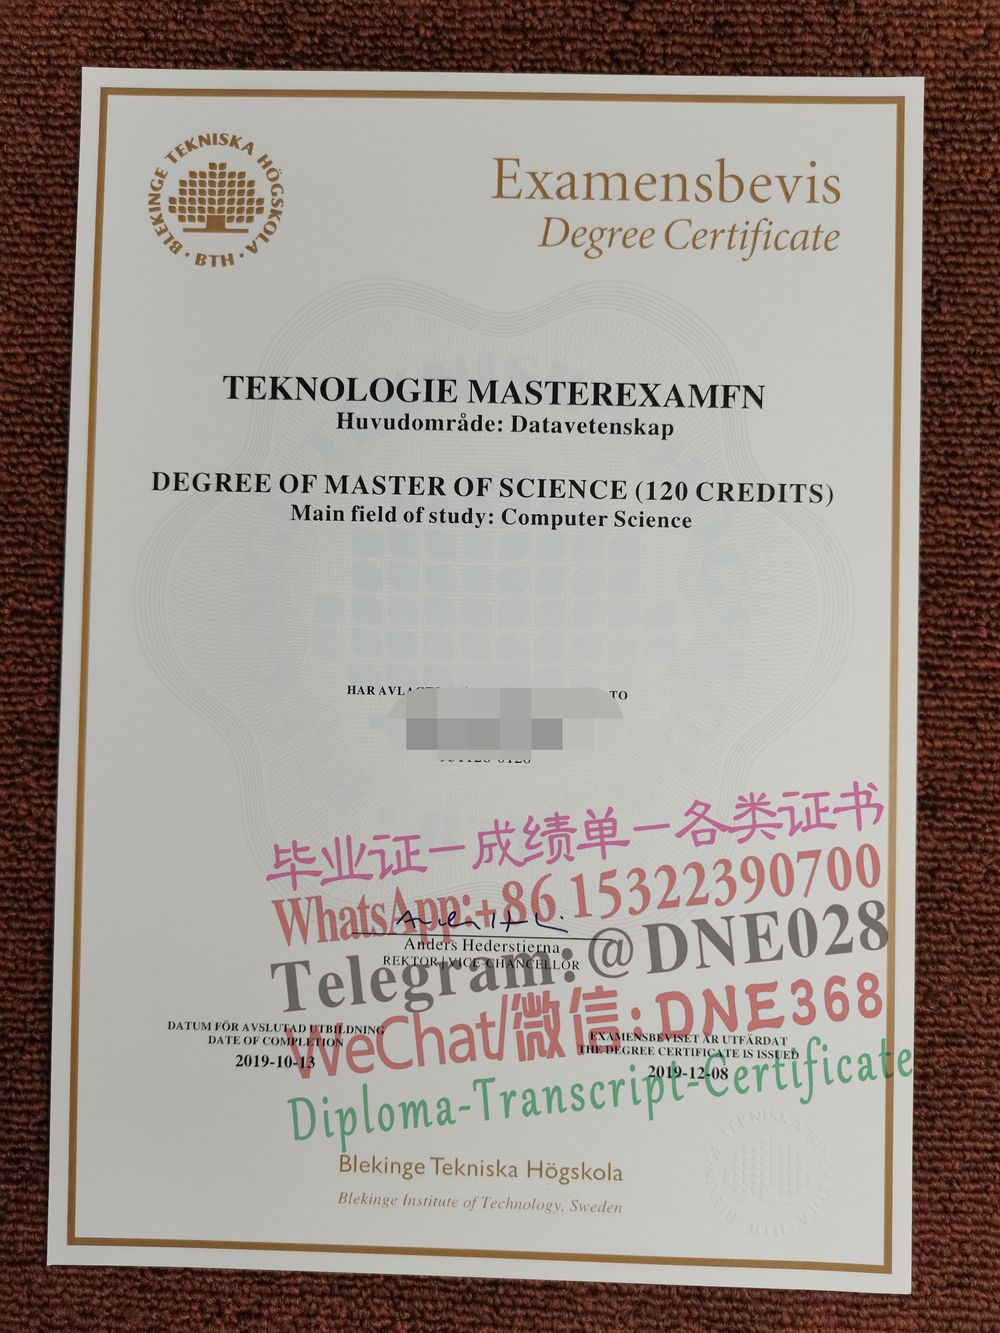 BLEKINGE TEKNISKA HÖGSKOLA · BTH ·
Examensbevis
Degree Certificate
TEKNOLOGIE MASTEREXAMFN
Huvudområde: Datavetenskap
DEGREE OF MASTER OF SCIENCE (120 CREDITS)
Main field of study: Computer Science
HAR
TO
毕业证－成绩单－各类证书
WhatsApp:+86 15322390700
Anders Hederstierna
REKTOR | VICE-CHANCELLOR
Telegram: @DNE028
WeChat/微信: DNE368
DATUM FÖR AVSLUTAD UTBILDNING
DATE OF COMPLETION
2019-10-13
EXAMENSBEVISET ÄR UTFÄRDAT
THE DEGREE CERTIFICATE IS ISSUED
2019-12-08
Diploma-Transcript-Certificate
Blekinge Tekniska Högskola
Blekinge Institute of Technology, Sweden
BLEKINGE TEKNISKA HÖGSKOLA · BTH ·